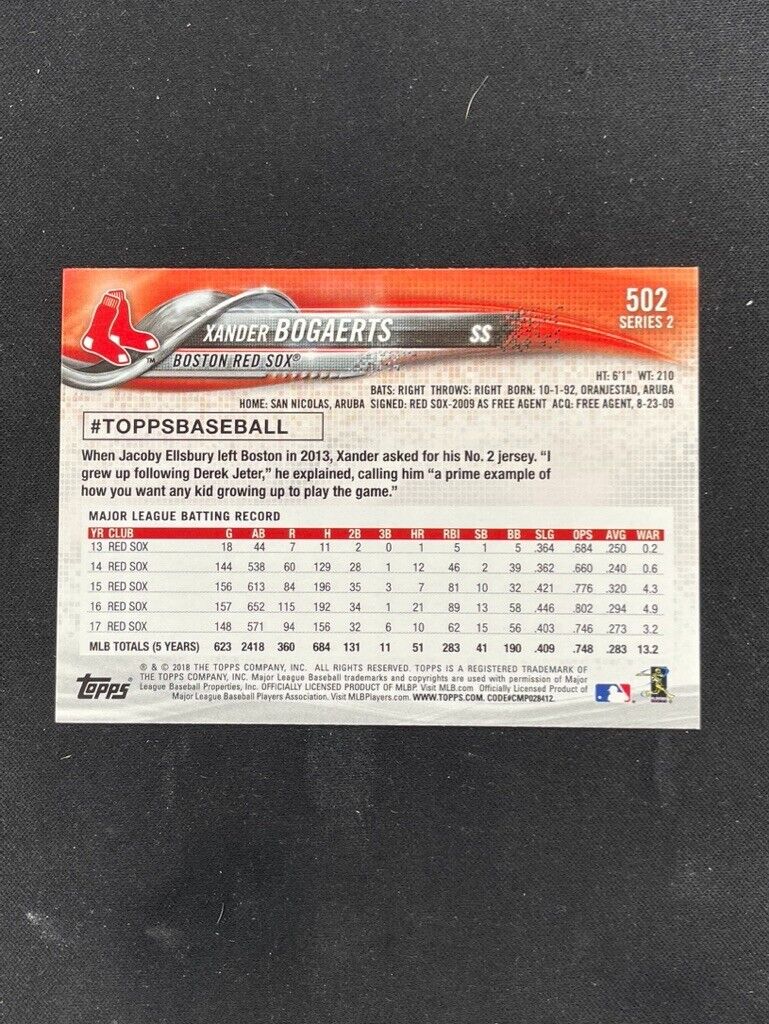 502
SERIES 2
XANDER BOGAERTS SS
BOSTON RED SOX®
TM
HT: 6'1" WT: 210
BATS: RIGHT THROWS: RIGHT BORN: 10-1-92, ORANJESTAD, ARUBA
HOME: SAN NICOLAS, ARUBA SIGNED: RED SOX-2009 AS FREE AGENT ACQ: FREE AGENT, 8-23-09
#TOPPSBASEBALL
When Jacoby Ellsbury left Boston in 2013, Xander asked for his No. 2 jersey. “I
grew up following Derek Jeter,” he explained, calling him “a prime example of
how you want any kid growing up to play the game.”
MAJOR LEAGUE BATTING RECORD
YR CLUB G AB R H 2B 3B HR RBI SB BB SLG OPS AVG WAR
13 RED SOX 18 44 7 11 2 0 1 5 1 5 .364 .684 .250 0.2
14 RED SOX 144 538 60 129 28 1 12 46 2 39 .362 .660 .240 0.6
15 RED SOX 156 613 84 196 35 3 7 81 10 32 .421 .776 .320 4.3
16 RED SOX 157 652 115 192 34 1 21 89 13 58 .446 .802 .294 4.9
17 RED SOX 148 571 94 156 32 6 10 62 15 56 .403 .746 .273 3.2
MLB TOTALS (5 YEARS) 623 2418 360 684 131 11 51 283 41 190 .409 .748 .283 13.2
Topps
® & © 2018 THE TOPPS COMPANY, INC. ALL RIGHTS RESERVED. TOPPS IS A REGISTERED TRADEMARK OF
THE TOPPS COMPANY, INC. Major League Baseball trademarks and copyrights are used with permission of Major
League Baseball Properties, Inc. OFFICIALLY LICENSED PRODUCT OF MLBP. Visit MLB.com Officially Licensed Product of
Major League Baseball Players Association. Visit MLBPlayers.com. WWW.TOPPS.COM. CODE#CMP028412.